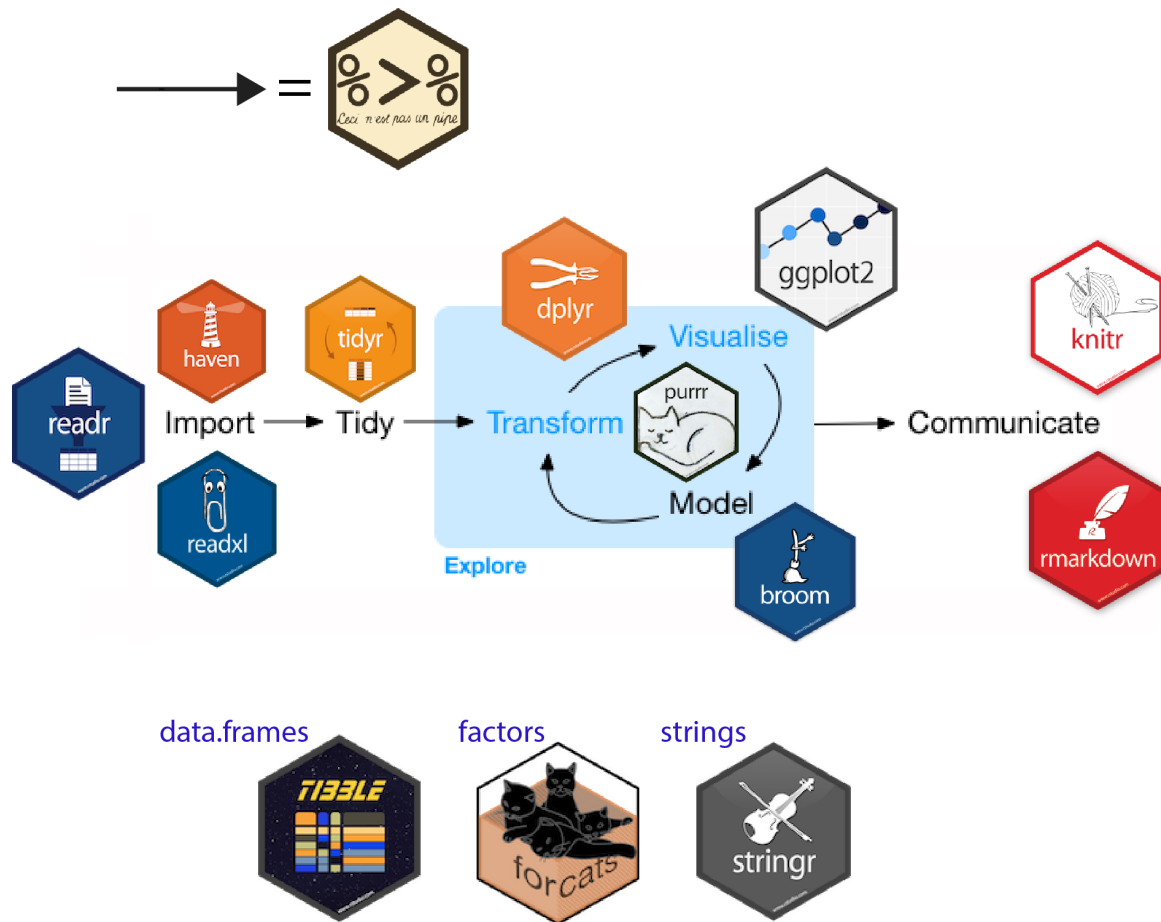 =
%>%
Ceci n'est pas un pipe
ggplot2
dplyr
Visualise
haven
tidyr
knitr
purrr
readr
Import
Tidy
Transform
Communicate
Model
readxl
Explore
broom
rmarkdown
data.frames
factors
strings
TIBBLE
forcats
stringr